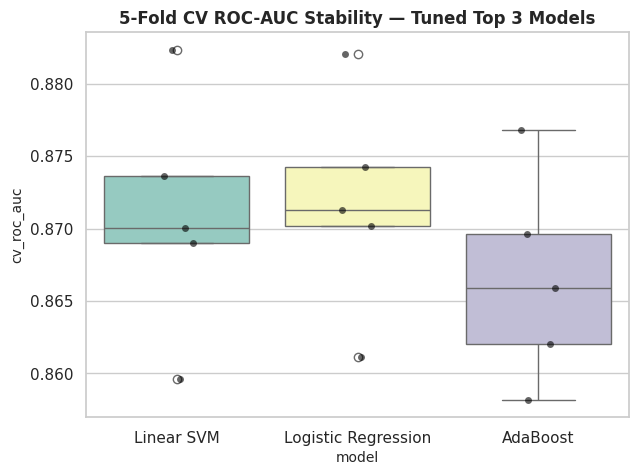 5-Fold CV ROC-AUC Stability — Tuned Top 3 Models
cv_roc_auc
0.880
0.875
0.870
0.865
0.860
Linear SVM
Logistic Regression
AdaBoost
model